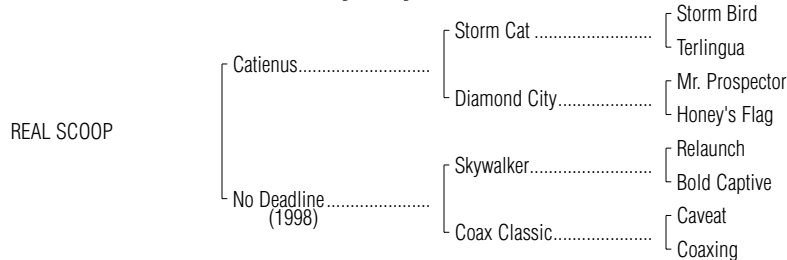 Storm Bird
Storm Cat ..........................
Terlingua
Catienus.............................
Mr. Prospector
Diamond City.....................
Honey's Flag
REAL SCOOP
Relaunch
Skywalker...........................
Bold Captive
No Deadline.......................
(1998)
Caveat
Coax Classic......................
Coaxing